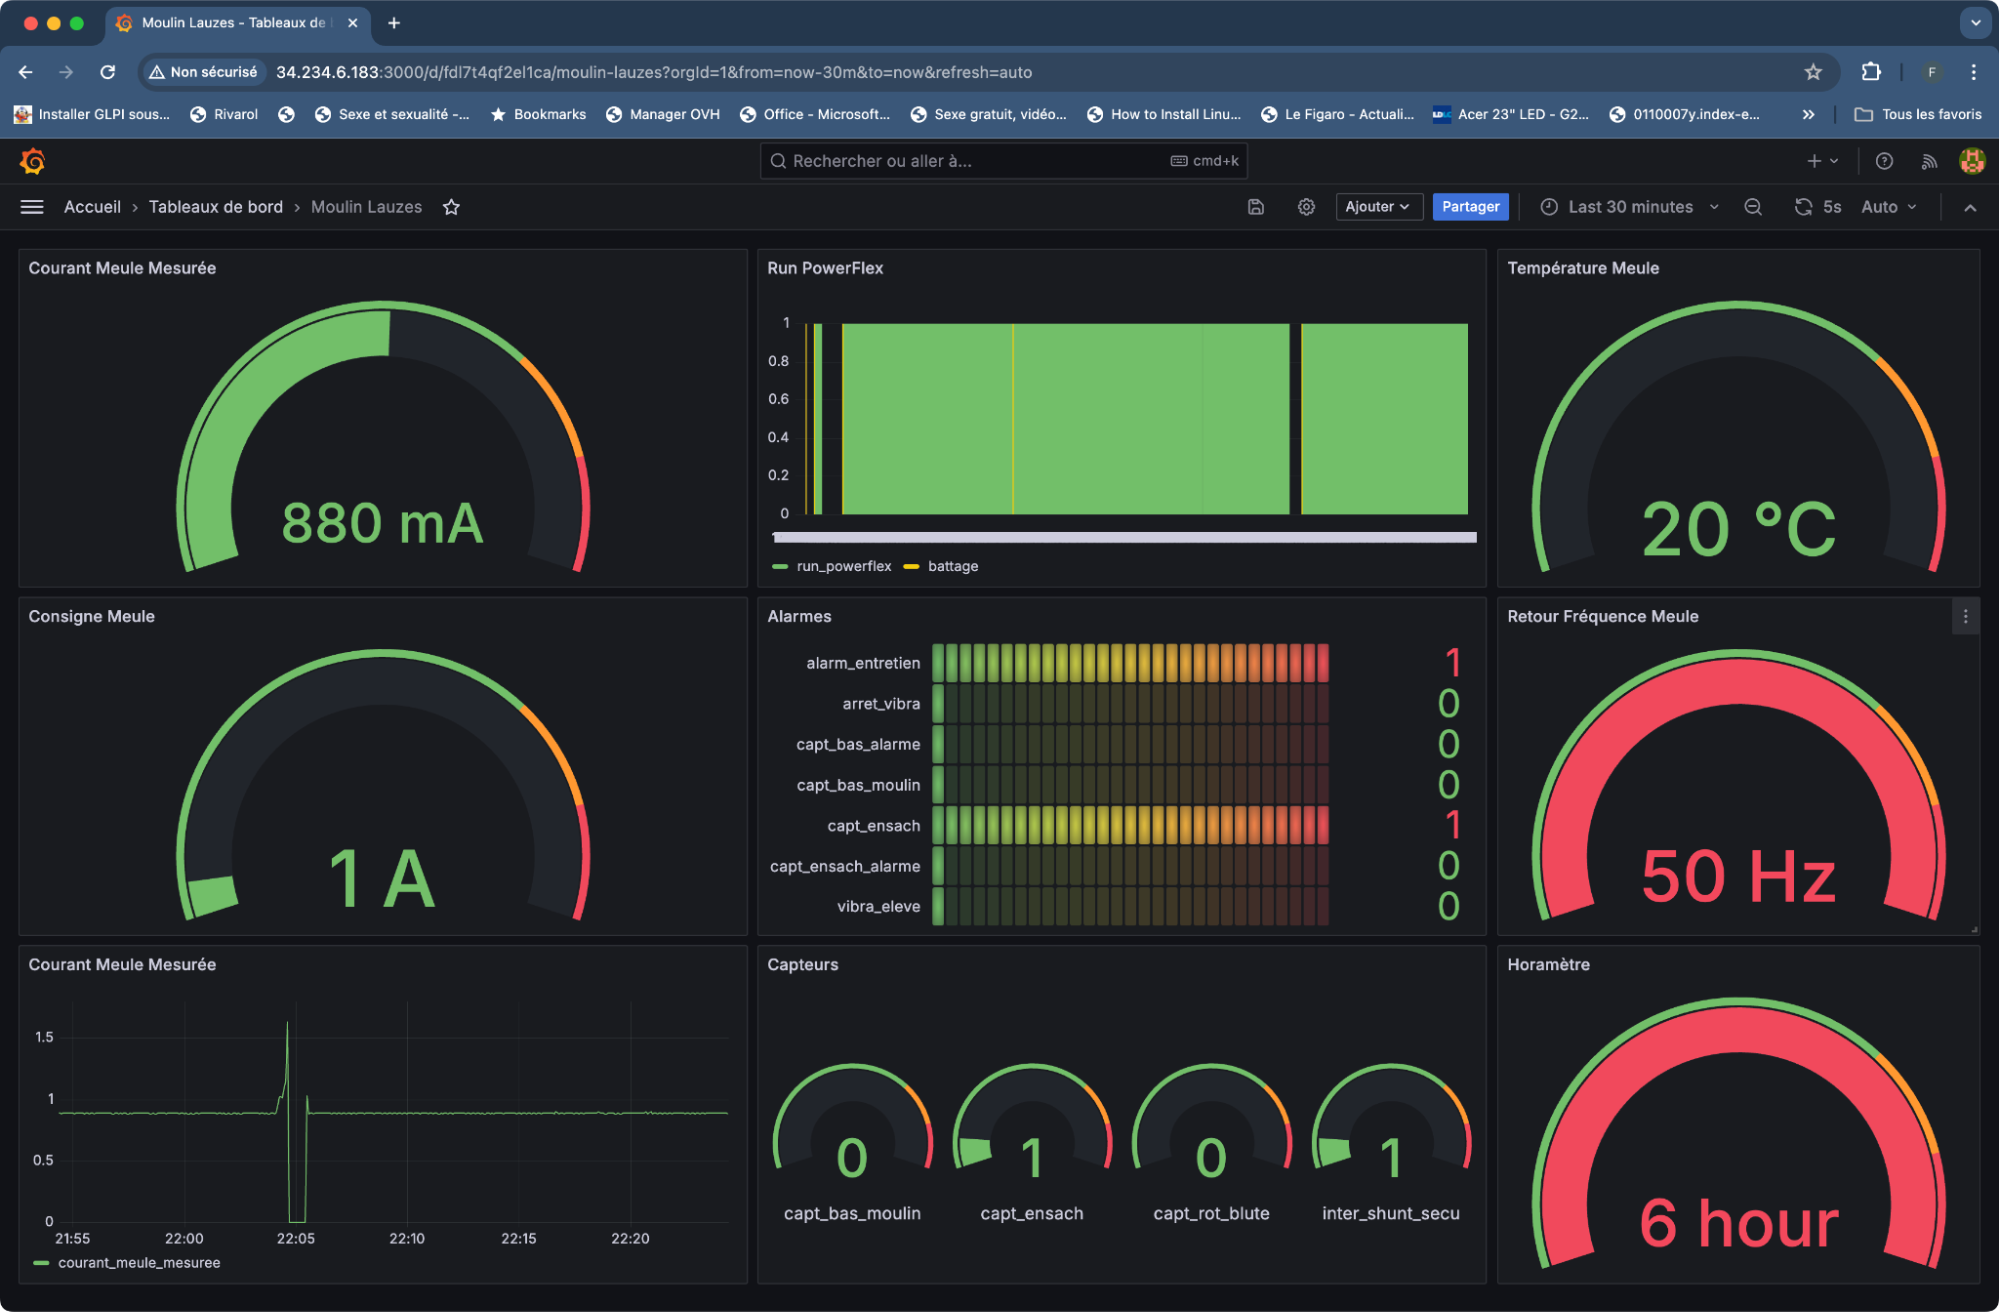 Moulin Lauzes - Tableaux de
Non sécurisé
34.234.6.183:3000/d/fdl7t4qf2el1ca/moulin-lauzes?orgId=1&from=now-30m&to=now&refresh=auto
F
Installer GLPI sous...
Rivarol
Sexe et sexualité -...
Bookmarks
Manager OVH
Office - Microsoft...
Sexe gratuit, vidéo...
How to Install Linu...
Le Figaro - Actuali...
Acer 23" LED - G2...
0110007y.index-e...
Tous les favoris
Rechercher ou aller à...
cmd+k
Accueil › Tableaux de bord › Moulin Lauzes
Ajouter
Partager
Last 30 minutes
5s
Auto
Courant Meule Mesurée
880 mA
Run PowerFlex
1
0.8
0.6
0.4
0.2
0
run_powerflex
battage
Température Meule
20 °C
Consigne Meule
1 A
Alarmes
alarm_entretien 1
arret_vibra 0
capt_bas_alarme 0
capt_bas_moulin 0
capt_ensach 1
capt_ensach_alarme 0
vibra_eleve 0
Retour Fréquence Meule
50 Hz
Courant Meule Mesurée
1.5
1
0.5
0
21:55 22:00 22:05 22:10 22:15 22:20
courant_meule_mesuree
Capteurs
0 1 0 1
capt_bas_moulin capt_ensach capt_rot_blute inter_shunt_secu
Horamètre
6 hour